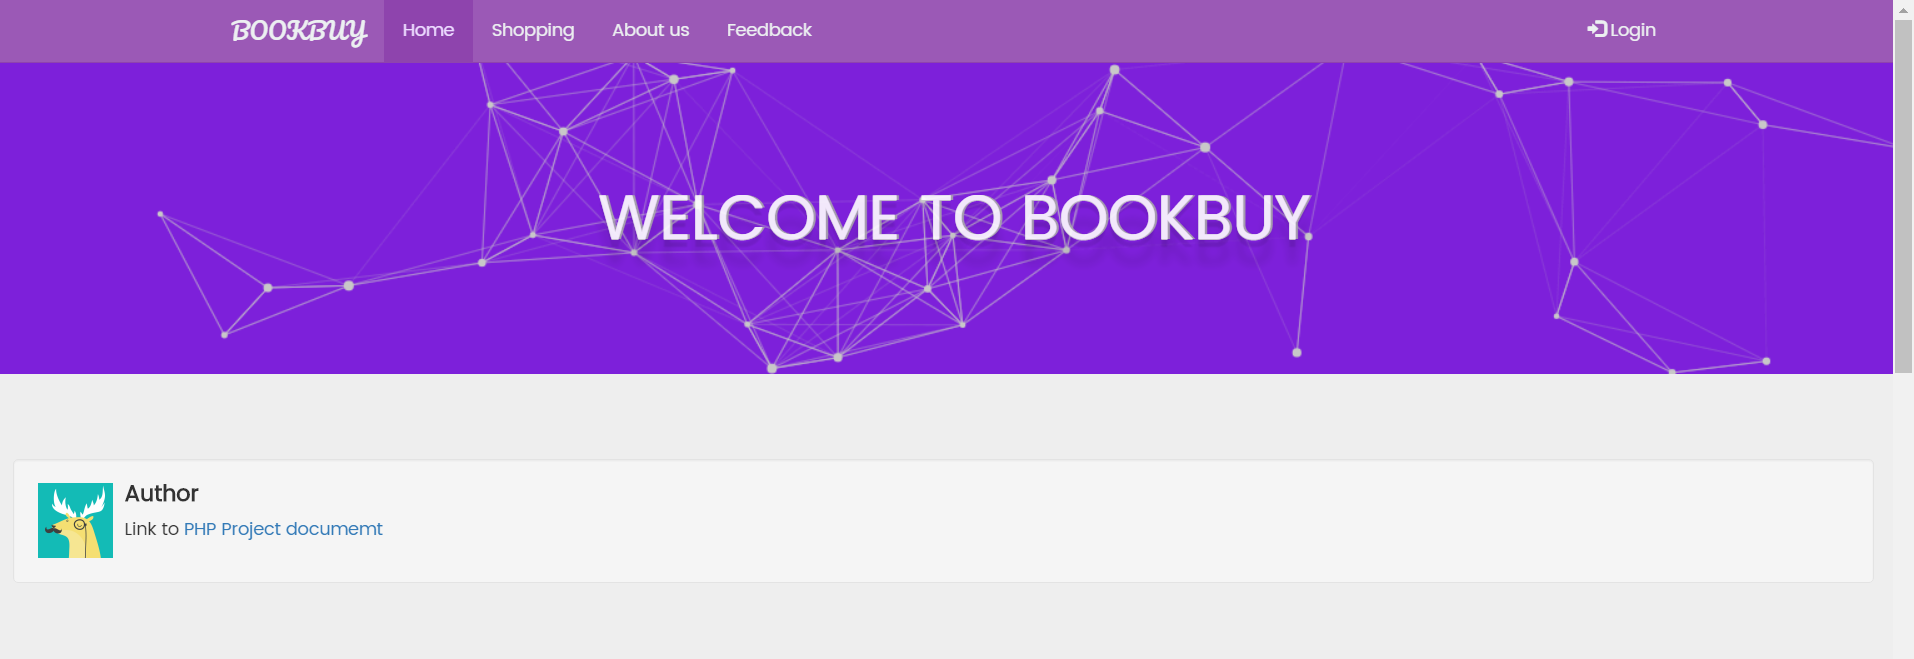 BOOKBUY Home Shopping About us Feedback Login
WELCOME TO BOOKBUY
Author
Link to PHP Project documemt